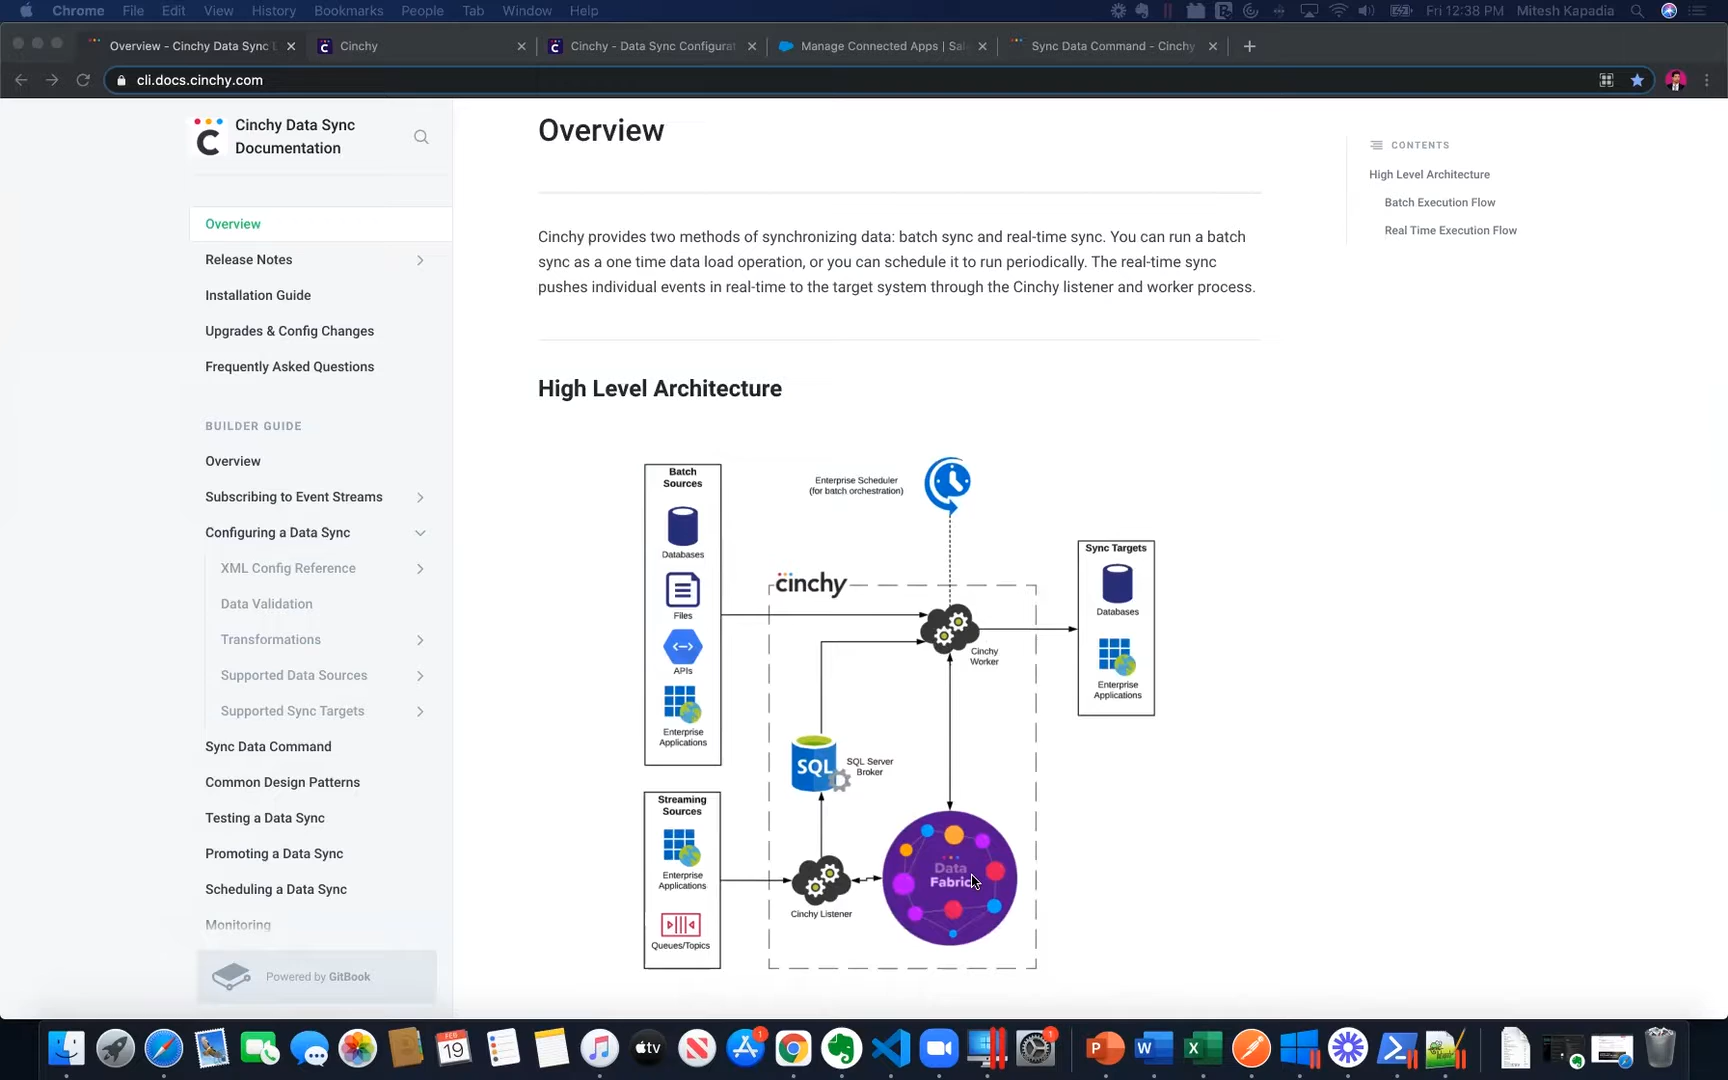 Chrome File Edit View History Bookmarks People Tab Window Help Fri 12:38 PM Mitesh Kapadia
Overview - Cinchy Data Sync Cinchy Cinchy - Data Sync Configurat Manage Connected Apps | Sal Sync Data Command - Cinchy
cli.docs.cinchy.com
Cinchy Data Sync
Documentation
Overview
Release Notes
Installation Guide
Upgrades & Config Changes
Frequently Asked Questions
BUILDER GUIDE
Overview
Subscribing to Event Streams
Configuring a Data Sync
XML Config Reference
Data Validation
Transformations
Supported Data Sources
Supported Sync Targets
Sync Data Command
Common Design Patterns
Testing a Data Sync
Promoting a Data Sync
Scheduling a Data Sync
Monitoring
Powered by GitBook
Overview
Cinchy provides two methods of synchronizing data: batch sync and real-time sync. You can run a batch
sync as a one time data load operation, or you can schedule it to run periodically. The real-time sync
pushes individual events in real-time to the target system through the Cinchy listener and worker process.
High Level Architecture
Batch
Sources
Databases
Files
APIs
Enterprise
Applications
Streaming
Sources
Enterprise
Applications
Queues/Topics
Enterprise Scheduler
(for batch orchestration)
cinchy
Cinchy
Worker
SQL
SQL Server
Broker
Cinchy Listener
Data
Fabric
Sync Targets
Databases
Enterprise
Applications
CONTENTS
High Level Architecture
Batch Execution Flow
Real Time Execution Flow
FEB
19
tv
1
1
P
W
X